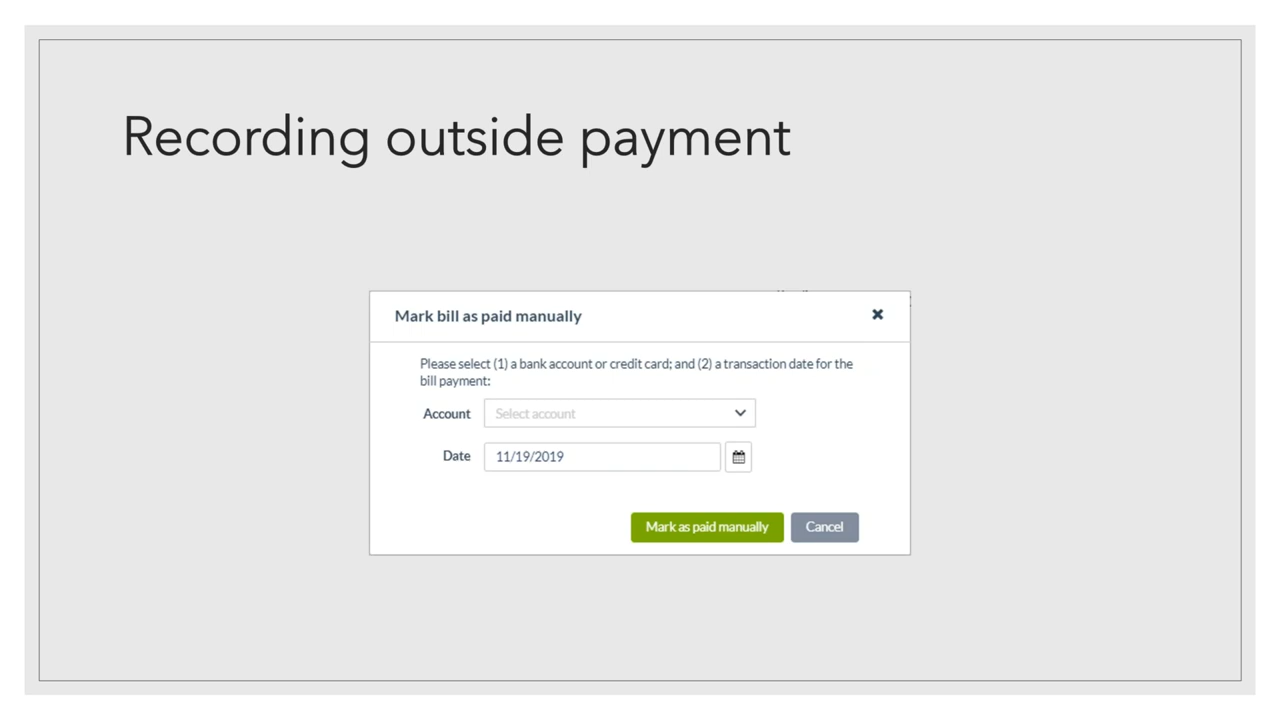 Recording outside payment
Mark bill as paid manually
Please select (1) a bank account or credit card; and (2) a transaction date for the
bill payment:
Account Select account
Date 11/19/2019
Mark as paid manually Cancel